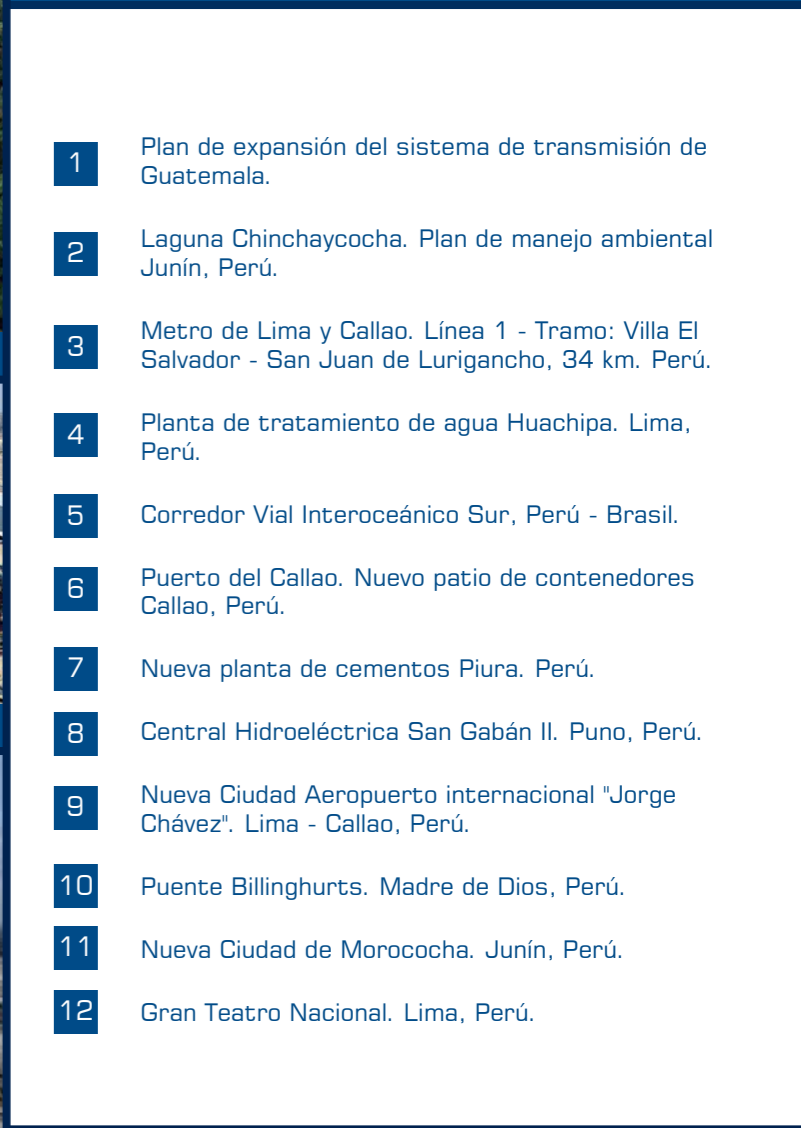 1 Plan de expansión del sistema de transmisión de
Guatemala.
2 Laguna Chinchaycocha. Plan de manejo ambiental
Junín, Perú.
3 Metro de Lima y Callao. Línea 1 - Tramo: Villa El
Salvador - San Juan de Lurigancho, 34 km. Perú.
4 Planta de tratamiento de agua Huachipa. Lima,
Perú.
5 Corredor Vial Interoceánico Sur, Perú - Brasil.
6 Puerto del Callao. Nuevo patio de contenedores
Callao, Perú.
7 Nueva planta de cementos Piura. Perú.
8 Central Hidroeléctrica San Gabán II. Puno, Perú.
9 Nueva Ciudad Aeropuerto internacional "Jorge
Chávez". Lima - Callao, Perú.
10 Puente Billinghurts. Madre de Dios, Perú.
11 Nueva Ciudad de Morococha. Junín, Perú.
12 Gran Teatro Nacional. Lima, Perú.